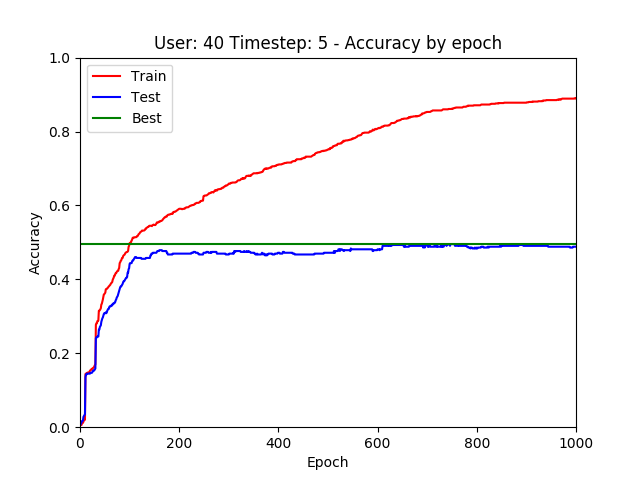 User: 40 Timestep: 5 - Accuracy by epoch
1.0
0.8
0.6
0.4
0.2
0.0
Accuracy
Train
Test
Best
0 200 400 600 800 1000
Epoch